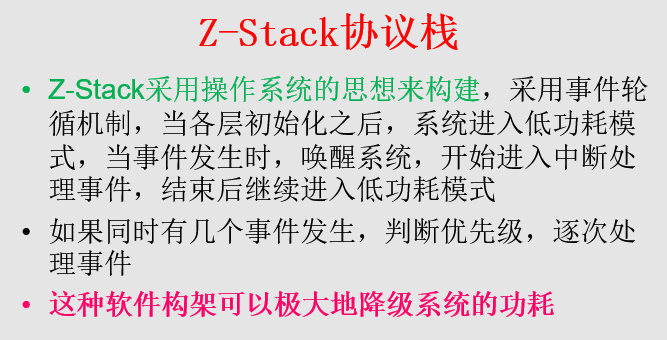 Z-Stack协议栈
• Z-Stack采用操作系统的思想来构建，采用事件轮
循机制，当各层初始化之后，系统进入低功耗模
式，当事件发生时，唤醒系统，开始进入中断处
理事件，结束后继续进入低功耗模式
• 如果同时有几个事件发生，判断优先级，逐次处
理事件
• 这种软件构架可以极大地降级系统的功耗